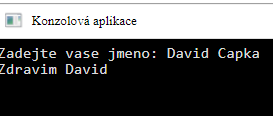 Konzolová aplikace
Zadejte vase jmeno: David Capka
Zdravim David